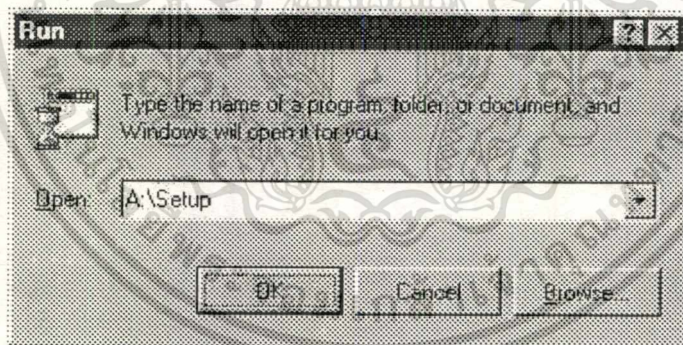 Run
Type the name of a program, folder, or document, and
Windows will open it for you.
Open: A:\Setup
OK Cancel Browse...